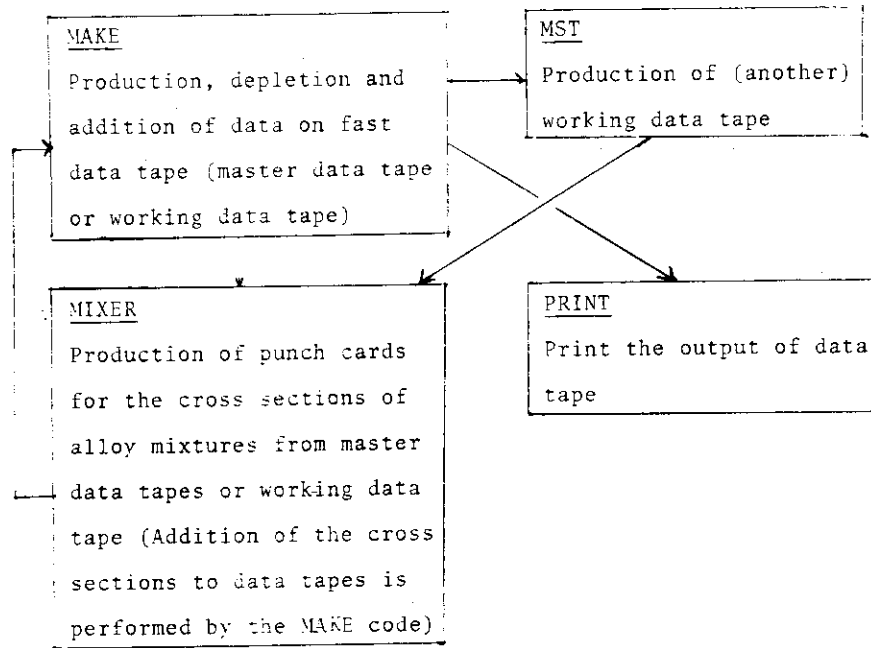 MAKE
Production, depletion and
addition of data on fast
data tape (master data tape
or working data tape)
MST
Production of (another)
working data tape
MIXER
Production of punch cards
for the cross sections of
alloy mixtures from master
data tapes or working data
tape (Addition of the cross
sections to data tapes is
performed by the MAKE code)
PRINT
Print the output of data
tape